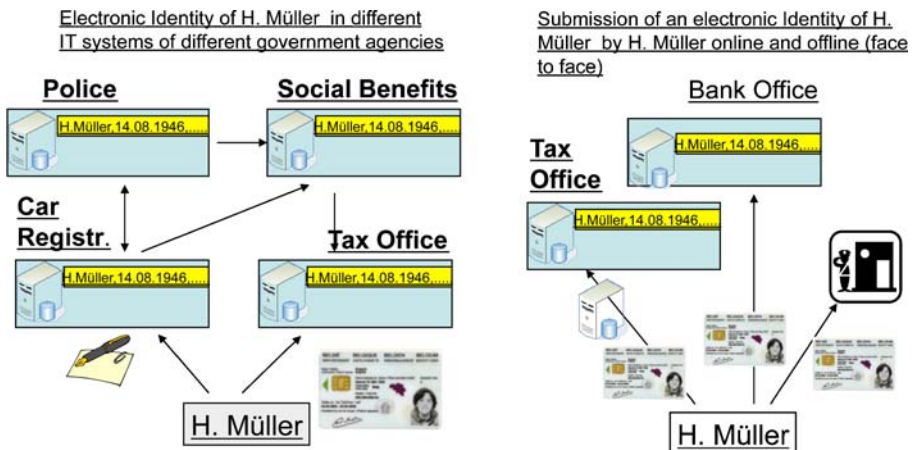 Electronic Identity of H. Müller in different
IT systems of different government agencies
Police
Social Benefits
H.Müller,14.08.1946,.....
H.Müller,14.08.1946,.....
Car
Registr.
Tax Office
H.Müller,14.08.1946,.....
H.Müller,14.08.1946,.....
H. Müller
Submission of an electronic Identity of H.
Müller by H. Müller online and offline (face
to face)
Bank Office
H.Müller,14.08.1946,.....
Tax
Office
H.Müller,14.08.1946,.....
H. Müller